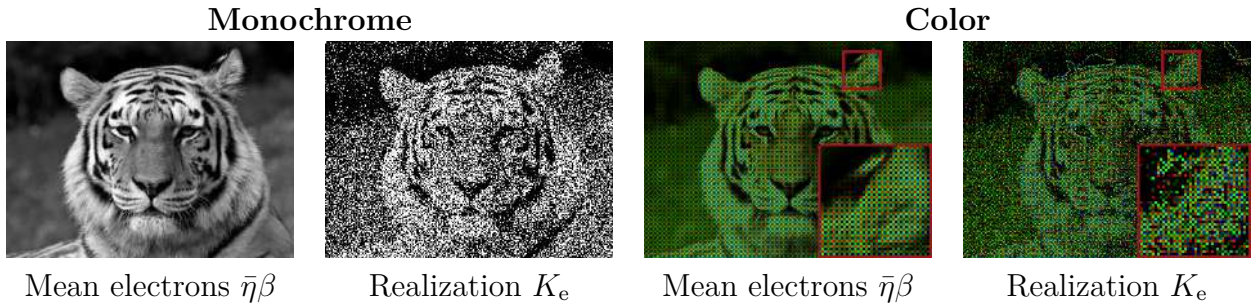 Monochrome
Color
Mean electrons η̄β
Realization Kₑ
Mean electrons η̄β
Realization Kₑ